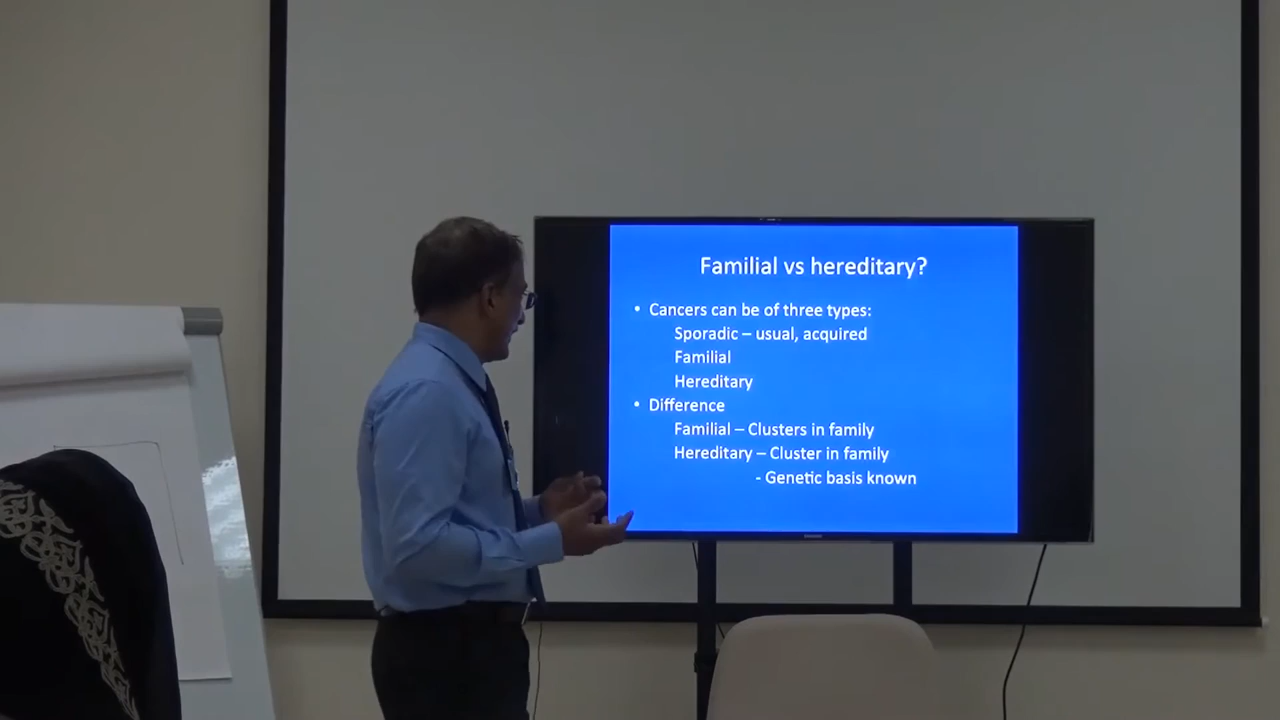 Familial vs hereditary?
• Cancers can be of three types:
Sporadic – usual, acquired
Familial
Hereditary
• Difference
Familial – Clusters in family
Hereditary – Cluster in family
- Genetic basis known